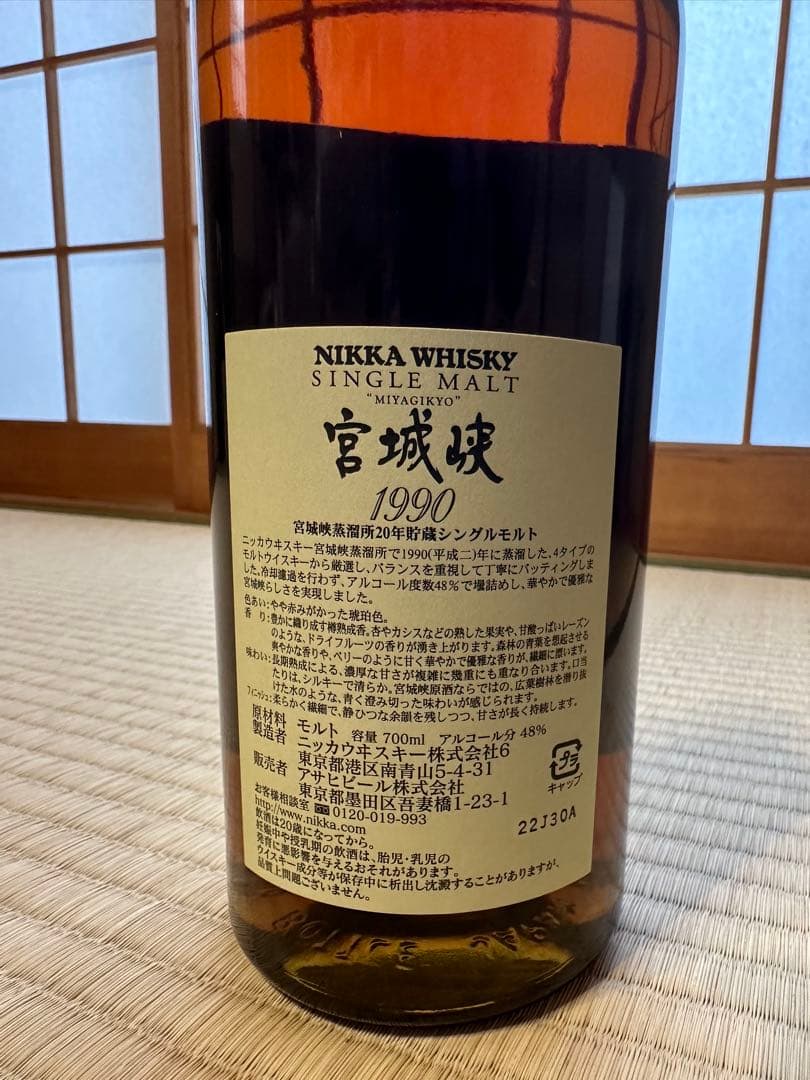 NIKKA WHISKY
SINGLE MALT
"MIYAGIKYO"
宮城峡
1990
宮城峡蒸溜所20年貯蔵シングルモルト
ニッカウヰスキー宮城峡蒸溜所で1990(平成二)年に蒸溜した、4タイプの
モルトウイスキーから厳選し、バランスを重視して丁寧にバッティングしま
した。冷却濾過を行わず、アルコール度数48%で壜詰めし、華やかで優雅な
宮城峡らしさを実現しました。
色あい:やや赤みがかった琥珀色。
香り:豊かに織り成す樽熟成香。杏やカシスなどの熟した果実や、甘酸っぱいレーズン
のような、ドライフルーツの香りが湧き上がります。森林の青葉を想起させる
爽やかな香りや、ベリーのように甘く華やかで優雅な香りが、繊細に漂います。
味わい:長期熟成による、濃厚な甘さが複雑に幾重にも重なり合います。口当
たりは、シルキーで清らか。宮城峡原酒ならではの、広葉樹林を潜り抜
けた水のような、青く澄み切った味わいが感じられます。
フィニッシュ:柔らかく繊細で、静ひつな余韻を残しつつ、甘さが長く持続します。
原材料 モルト 容量 700ml アルコール分 48%
製造者 ニッカウヰスキー株式会社6
東京都港区南青山5-4-31
販売者 アサヒビール株式会社
東京都墨田区吾妻橋1-23-1
お客様相談室 0120-019-993
http://www.nikka.com
飲酒は20歳になってから。
妊娠中や授乳期の飲酒は、胎児・乳児の
発育に悪影響を与えるおそれがあります。
ウイスキー成分等が保存中に析出し沈澱することがありますが、
品質上問題ございません。
プラ
キャップ
22J30A